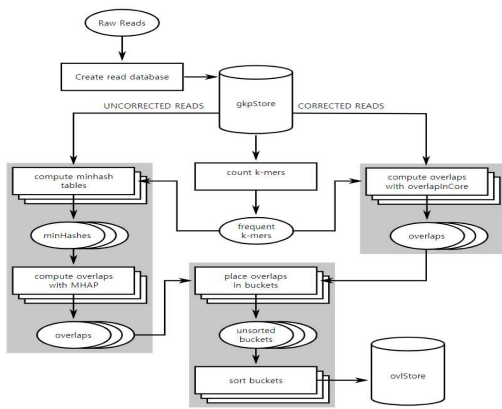 Raw Reads
Create read database
gkpStore
UNCORRECTED READS
CORRECTED READS
compute minhash
tables
count k-mers
compute overlaps
with overlapInCore
minHashes
frequent
k-mers
overlaps
compute overlaps
with MHAP
place overlaps
in buckets
overlaps
unsorted
buckets
sort buckets
ovlStore